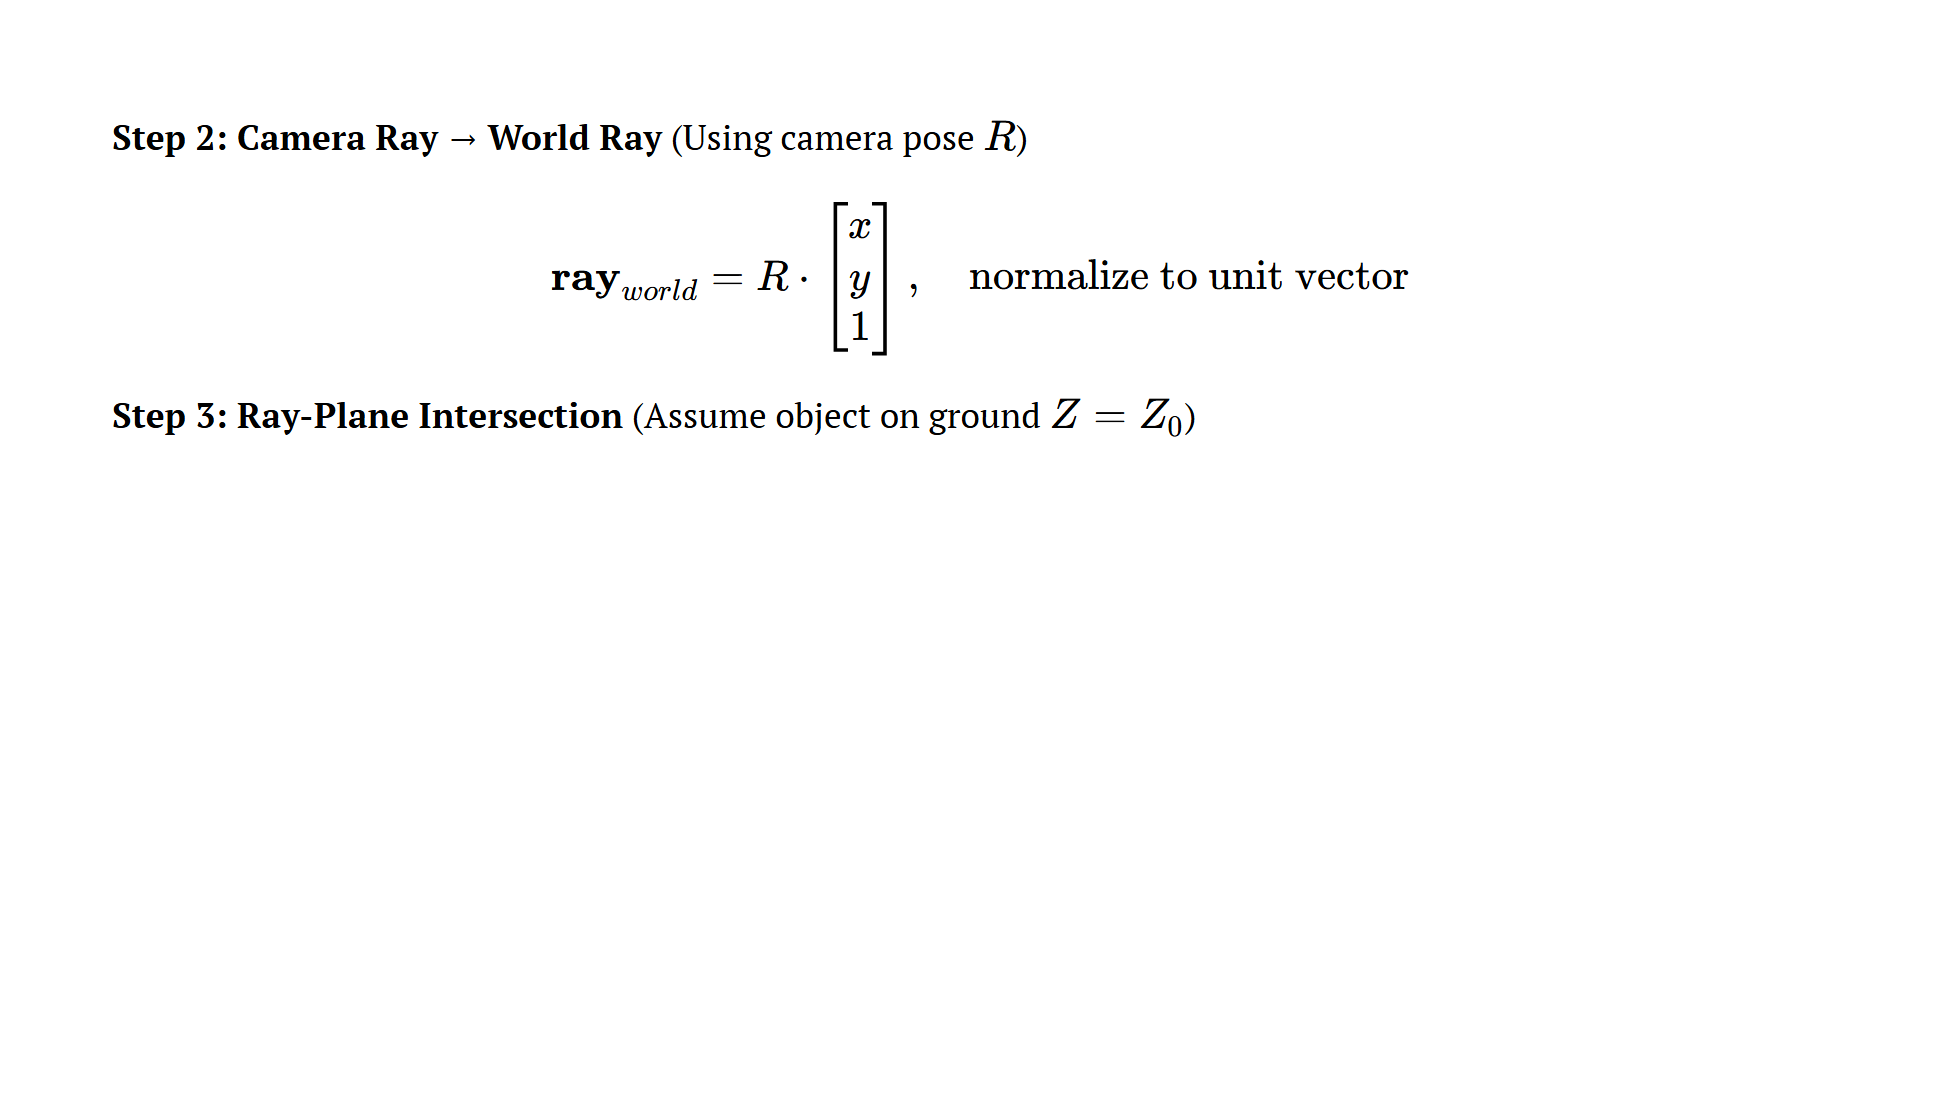 Step 2: Camera Ray → World Ray (Using camera pose R)
ray_world = R · [x y 1], normalize to unit vector
Step 3: Ray-Plane Intersection (Assume object on ground Z = Z₀)